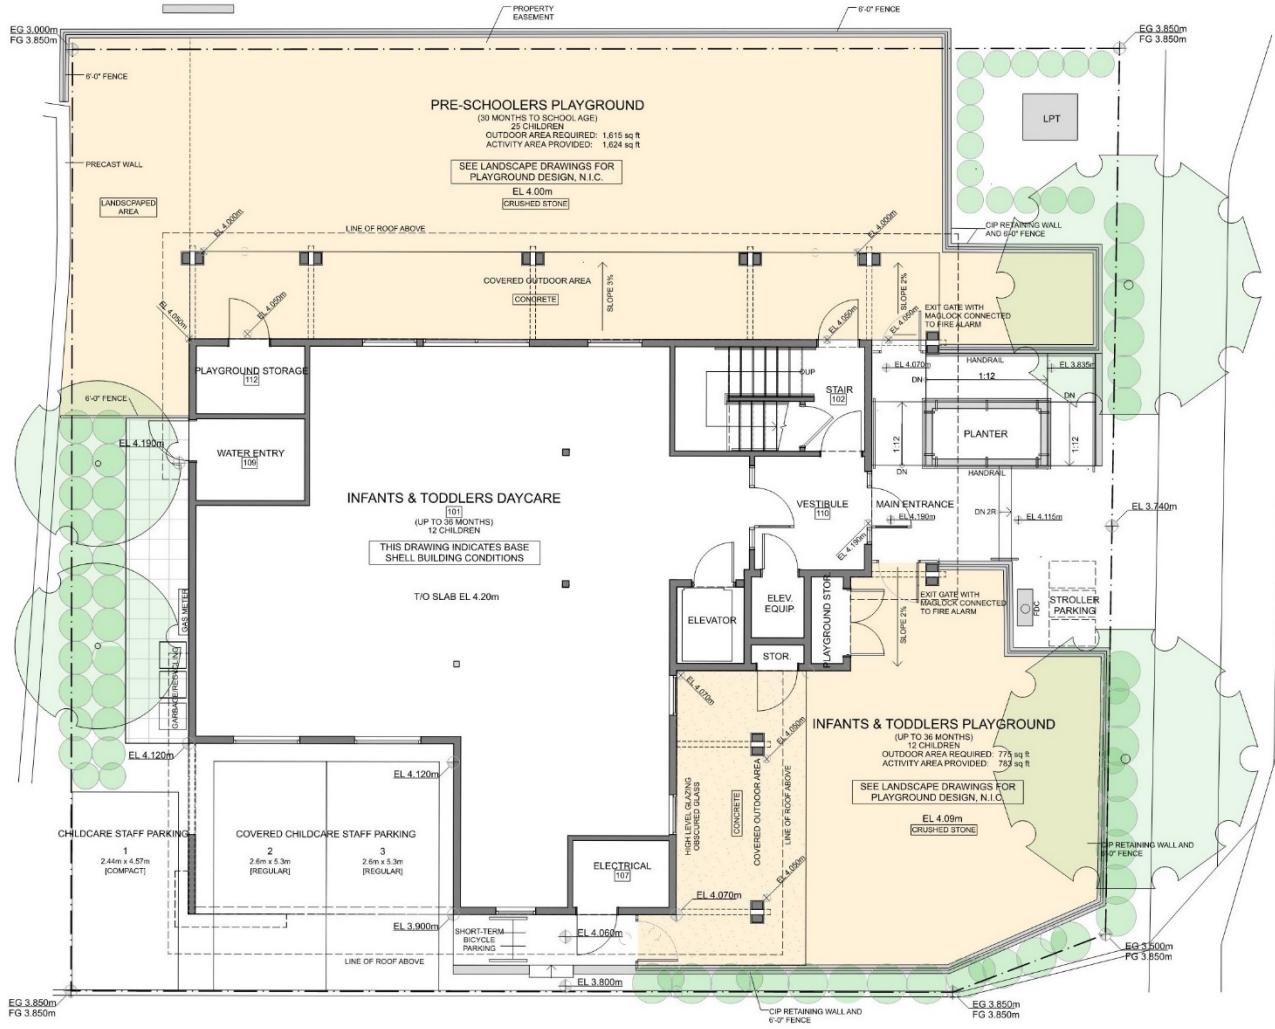 PROPERTY
EASEMENT
6'-0" FENCE
EG 3.000m
FG 3.850m
EG 3.850m
FG 3.850m
6'-0" FENCE
PRE-SCHOOLERS PLAYGROUND
(30 MONTHS TO SCHOOL AGE)
25 CHILDREN
OUTDOOR AREA REQUIRED: 1,615 sq ft
ACTIVITY AREA PROVIDED: 1,624 sq ft
SEE LANDSCAPE DRAWINGS FOR
PLAYGROUND DESIGN, N.I.C.
EL 4.00m
CRUSHED STONE
LPT
PRECAST WALL
LANDSCPAPED
AREA
EL 4.000m
LINE OF ROOF ABOVE
EL 4.000m
CIP RETAINING WALL
AND 6'-0" FENCE
COVERED OUTDOOR AREA
CONCRETE
SLOPE 3%
SLOPE 2%
EL 4.050m
EL 4.050m
EL 4.050m
EL 4.050m
EXIT GATE WITH
MAGLOCK CONNECTED
TO FIRE ALARM
PLAYGROUND STORAGE
112
UP
STAIR
102
EL 4.070m
HANDRAIL
EL 3.835m
DN
1:12
DN
6'-0" FENCE
EL 4.190m
WATER ENTRY
109
1:12
PLANTER
1:12
DN
HANDRAIL
INFANTS & TODDLERS DAYCARE
101
(UP TO 36 MONTHS)
12 CHILDREN
THIS DRAWING INDICATES BASE
SHELL BUILDING CONDITIONS
T/O SLAB EL 4.20m
VESTIBULE
110
MAIN ENTRANCE
EL 4.190m
DN 2R
EL 4.115m
EL 3.740m
EL 4.190m
GAS METER
GARBAGE/RECYCLING
ELEVATOR
ELEV.
EQUIP.
PLAYGROUND STOR.
STOR.
SLOPE 2%
EXIT GATE WITH
MAGLOCK CONNECTED
TO FIRE ALARM
FDC
STROLLER
PARKING
EL 4.070m
EL 4.050m
INFANTS & TODDLERS PLAYGROUND
(UP TO 36 MONTHS)
12 CHILDREN
OUTDOOR AREA REQUIRED: 775 sq ft
ACTIVITY AREA PROVIDED: 783 sq ft
SEE LANDSCAPE DRAWINGS FOR
PLAYGROUND DESIGN, N.I.C.
EL 4.09m
CRUSHED STONE
EL 4.120m
EL 4.120m
HIGH LEVEL GLAZING
OBSCURED GLASS
CONCRETE
COVERED OUTDOOR AREA
LINE OF ROOF ABOVE
CHILDCARE STAFF PARKING
1
2.44m x 4.57m
[COMPACT]
COVERED CHILDCARE STAFF PARKING
2
2.6m x 5.3m
[REGULAR]
3
2.6m x 5.3m
[REGULAR]
CIP RETAINING WALL AND
6'-0" FENCE
ELECTRICAL
107
EL 4.050m
EL 4.070m
EL 3.900m
SHORT-TERM
BICYCLE
PARKING
EL 4.060m
LINE OF ROOF ABOVE
EG 3.500m
FG 3.850m
EL 3.800m
EG 3.850m
FG 3.850m
CIP RETAINING WALL AND
6'-0" FENCE
EG 3.850m
FG 3.850m